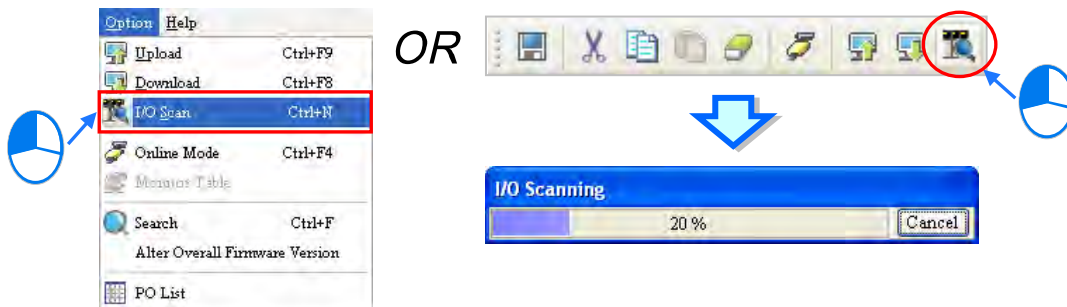 Option Help
Upload Ctrl+F9
Download Ctrl+F8
I/O Scan Ctrl+N
Online Mode Ctrl+F4
Monitor Table
Search Ctrl+F
Alter Overall Firmware Version
PO List
OR
I/O Scanning
20 %
Cancel